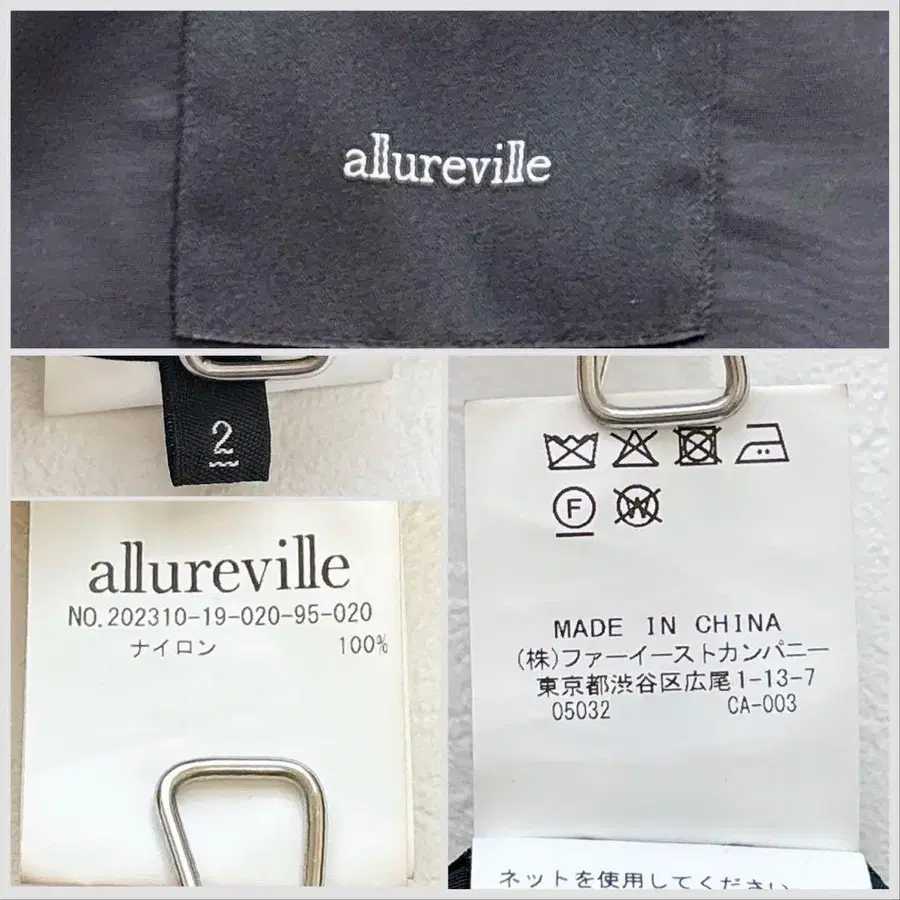 allureville
2
allureville
NO.202310-19-020-95-020
ナイロン 100%
F
W
MADE IN CHINA
(株)ファーイーストカンパニー
東京都渋谷区広尾1-13-7
05032 CA-003
ネットを使用してください